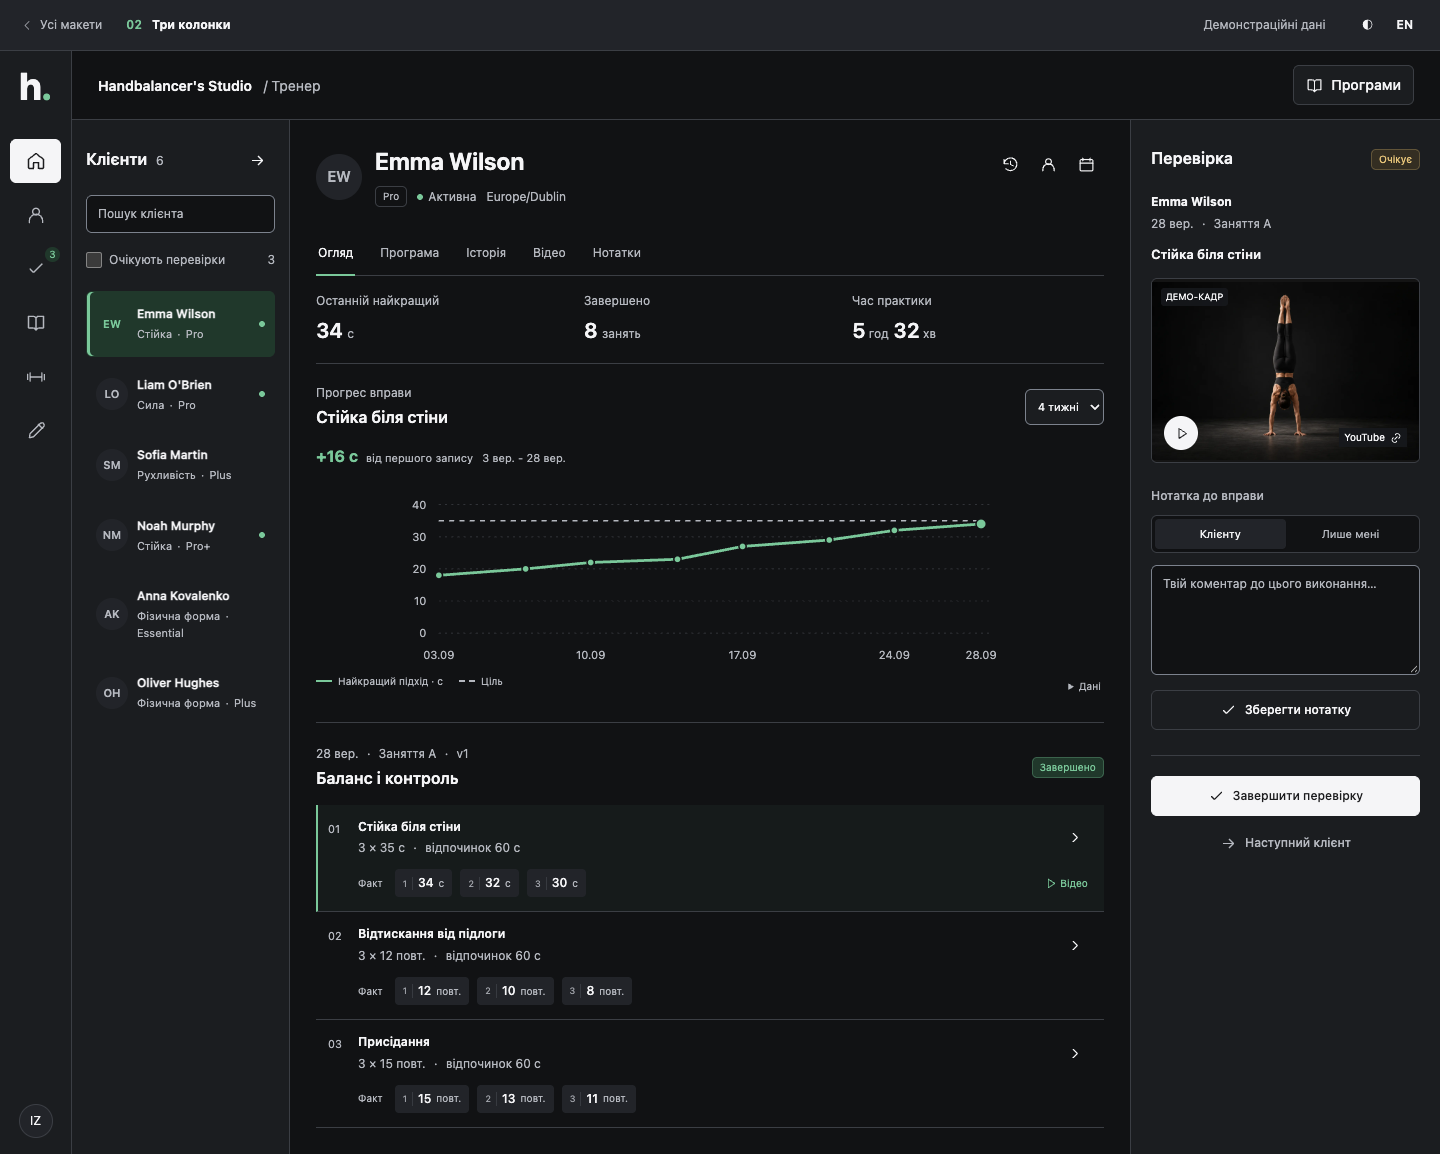 Усі макети
02 Три колонки
Демонстраційні дані
EN
h.
Handbalancer's Studio / Тренер
Програми
3
IZ
Клієнти 6
Пошук клієнта
Очікують перевірки 3
EW
Emma Wilson
Стійка · Pro
LO
Liam O'Brien
Сила · Pro
SM
Sofia Martin
Рухливість · Plus
NM
Noah Murphy
Стійка · Pro+
AK
Anna Kovalenko
Фізична форма ·
Essential
OH
Oliver Hughes
Фізична форма · Plus
EW
Emma Wilson
Pro
Активна Europe/Dublin
Огляд Програма Історія Відео Нотатки
Останній найкращий
34 с
Завершено
8 занять
Час практики
5 год 32 хв
Прогрес вправи
Стійка біля стіни
4 тижні
+16 с від першого запису 3 вер. - 28 вер.
40
30
20
10
0
03.09 10.09 17.09 24.09 28.09
Найкращий підхід · с
Ціль
Дані
28 вер. · Заняття A · v1
Баланс і контроль
Завершено
01
Стійка біля стіни
3 × 35 с · відпочинок 60 с
Факт 1 34 с 2 32 с 3 30 с
Відео
02
Відтискання від підлоги
3 × 12 повт. · відпочинок 60 с
Факт 1 12 повт. 2 10 повт. 3 8 повт.
03
Присідання
3 × 15 повт. · відпочинок 60 с
Факт 1 15 повт. 2 13 повт. 3 11 повт.
Перевірка
Очікує
Emma Wilson
28 вер. · Заняття A
Стійка біля стіни
ДЕМО-КАДР
YouTube
Нотатка до вправи
Клієнту Лише мені
Твій коментар до цього виконання...
Зберегти нотатку
Завершити перевірку
Наступний клієнт